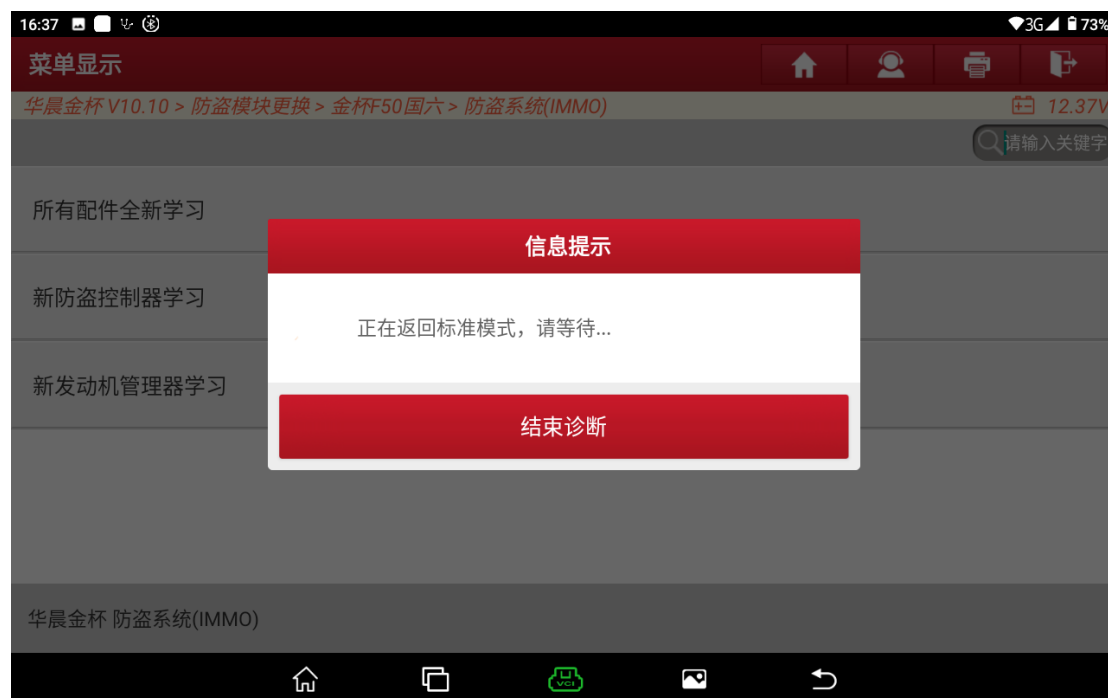 16:37
3G
73%
菜单显示
华晨金杯 V10.10 > 防盗模块更换 > 金杯F50国六 > 防盗系统(IMMO)
12.37V
请输入关键字
所有配件全新学习
信息提示
新防盗控制器学习
正在返回标准模式，请等待...
新发动机管理器学习
结束诊断
华晨金杯 防盗系统(IMMO)
VCI